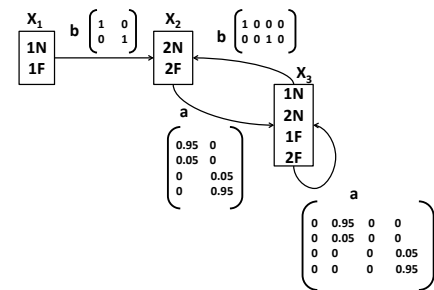 X1
1N
1F
b
1 0
0 1
X2
2N
2F
b
1 0 0 0
0 0 1 0
X3
1N
2N
1F
2F
a
0.95 0
0.05 0
0 0.05
0 0.95
a
0 0.95 0 0
0 0.05 0 0
0 0 0 0.05
0 0 0 0.95